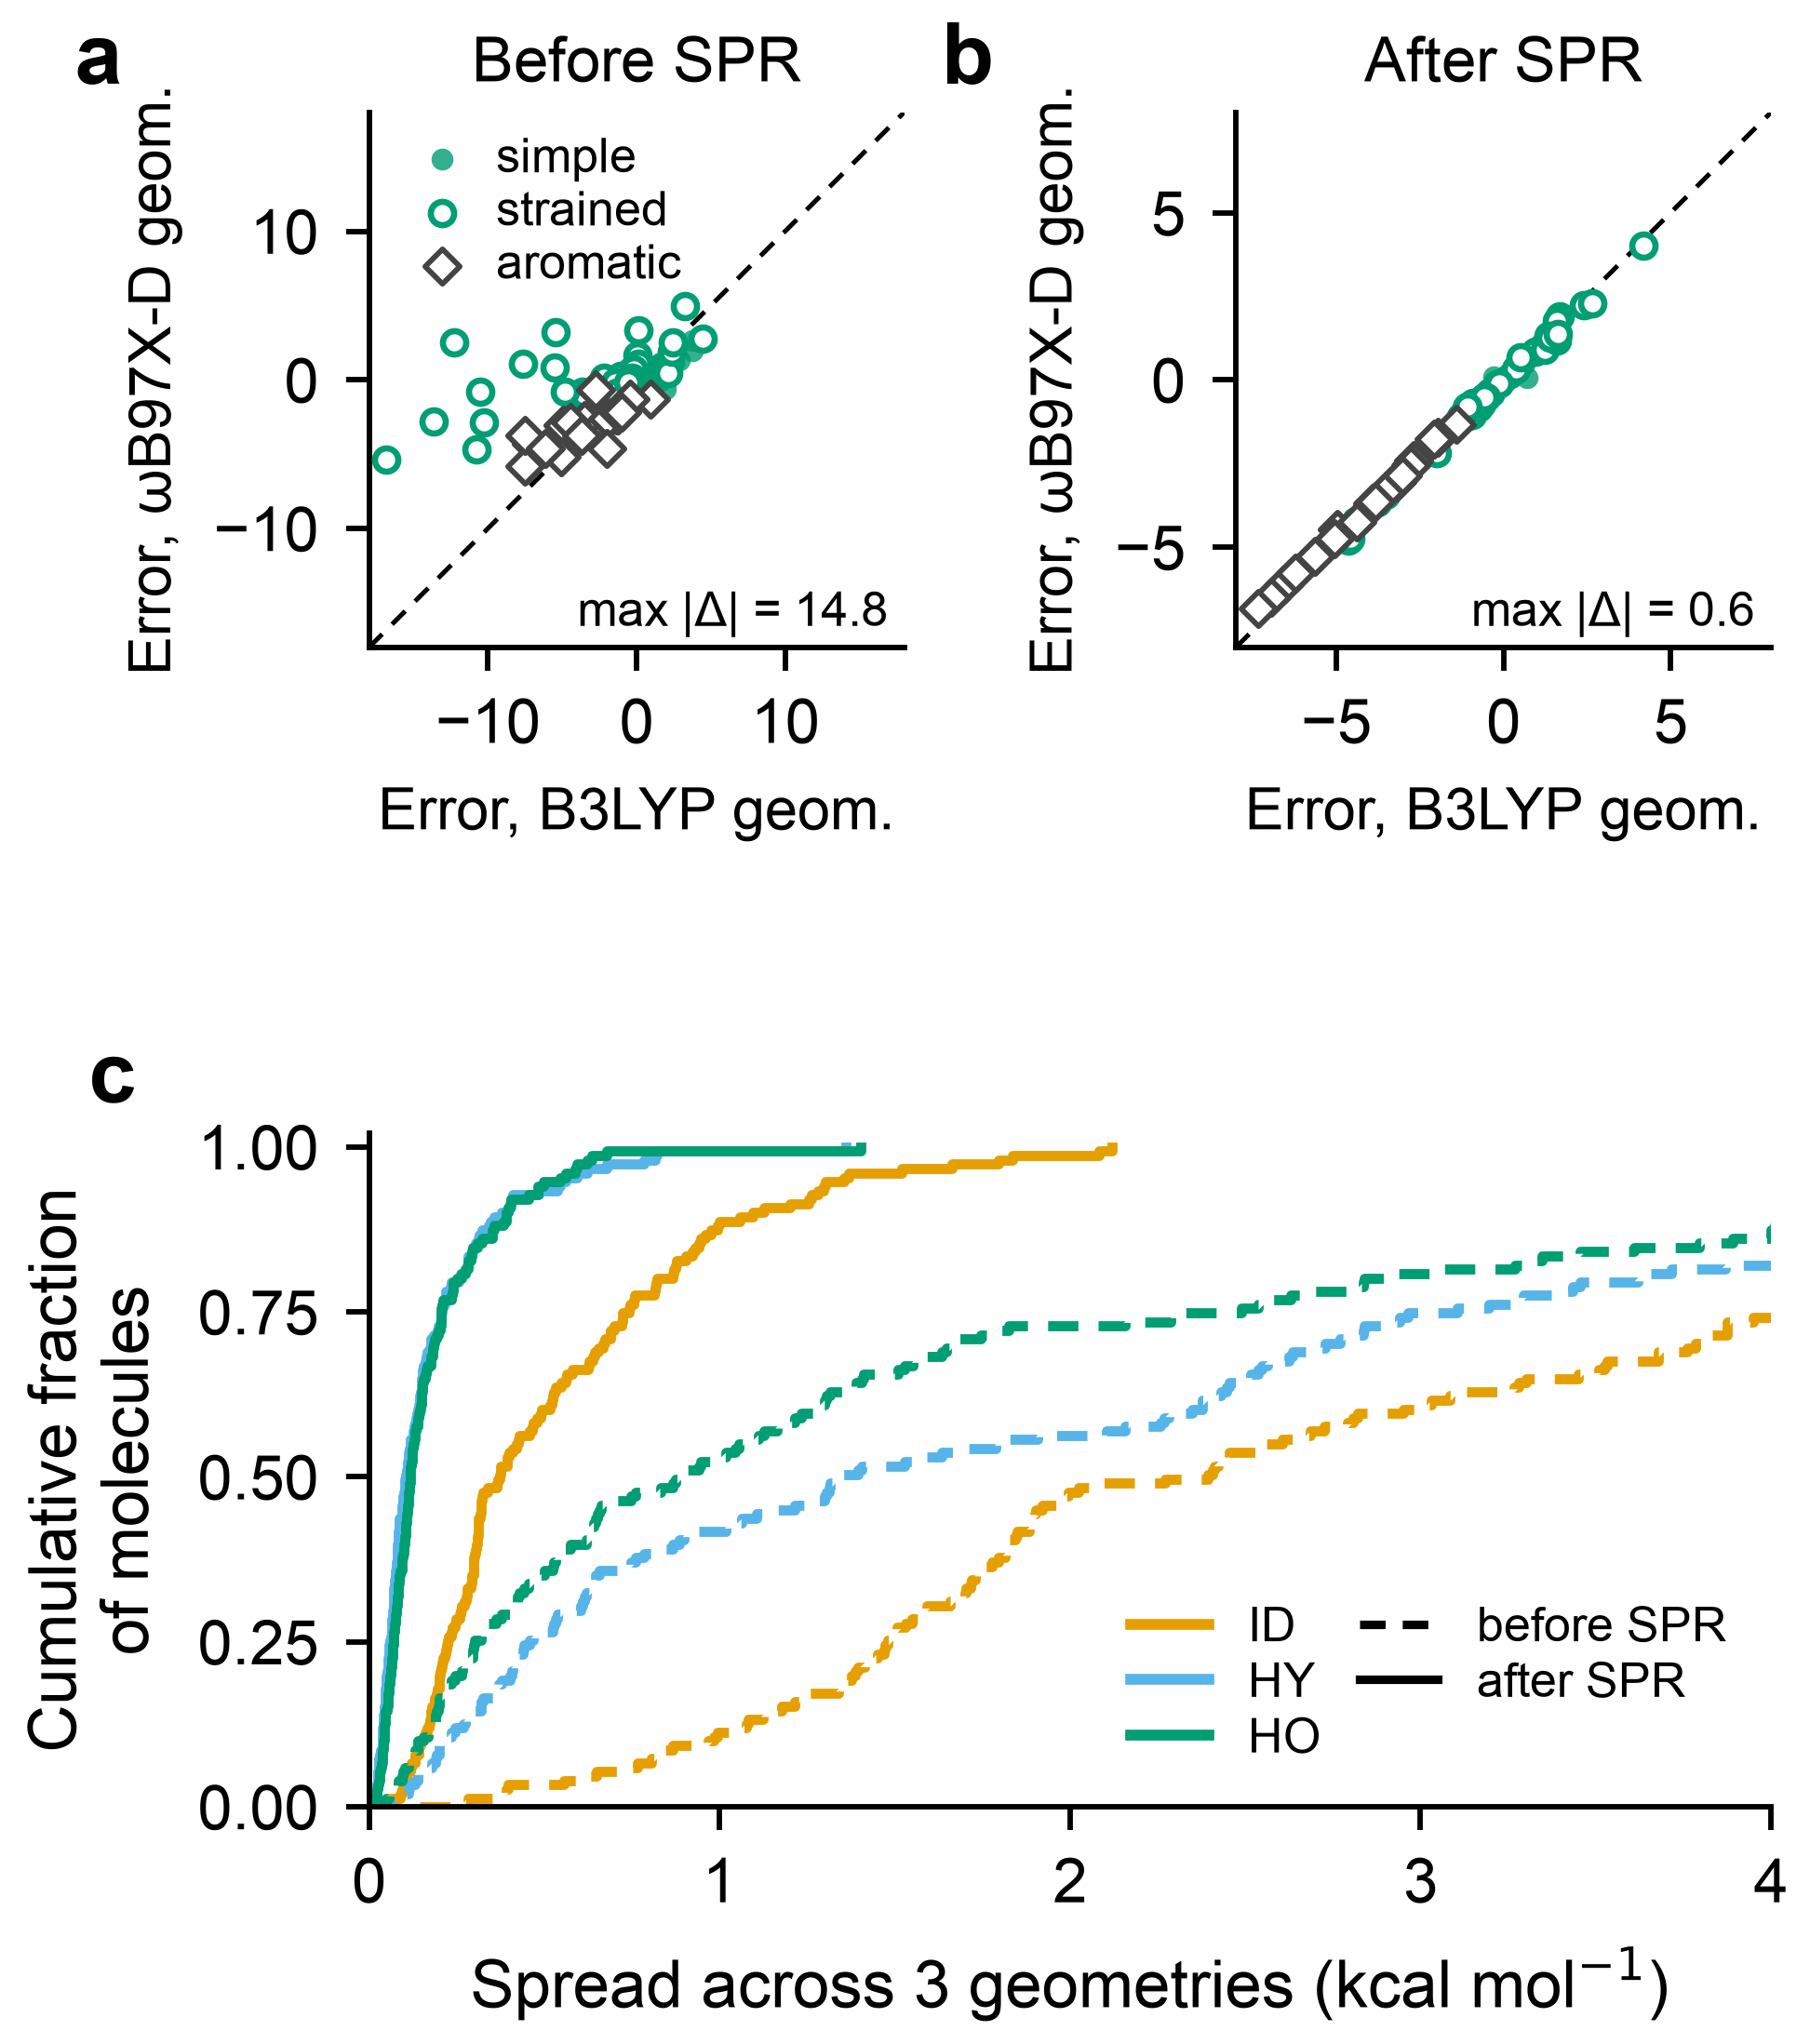 a
Before SPR
Error, ωB97X-D geom.
10
0
−10
simple
strained
aromatic
max |Δ| = 14.8
−10 0 10
Error, B3LYP geom.
b
After SPR
Error, ωB97X-D geom.
5
0
−5
max |Δ| = 0.6
−5 0 5
Error, B3LYP geom.
c
Cumulative fraction
of molecules
1.00
0.75
0.50
0.25
0.00
ID
HY
HO
before SPR
after SPR
0 1 2 3 4
Spread across 3 geometries (kcal mol⁻¹)